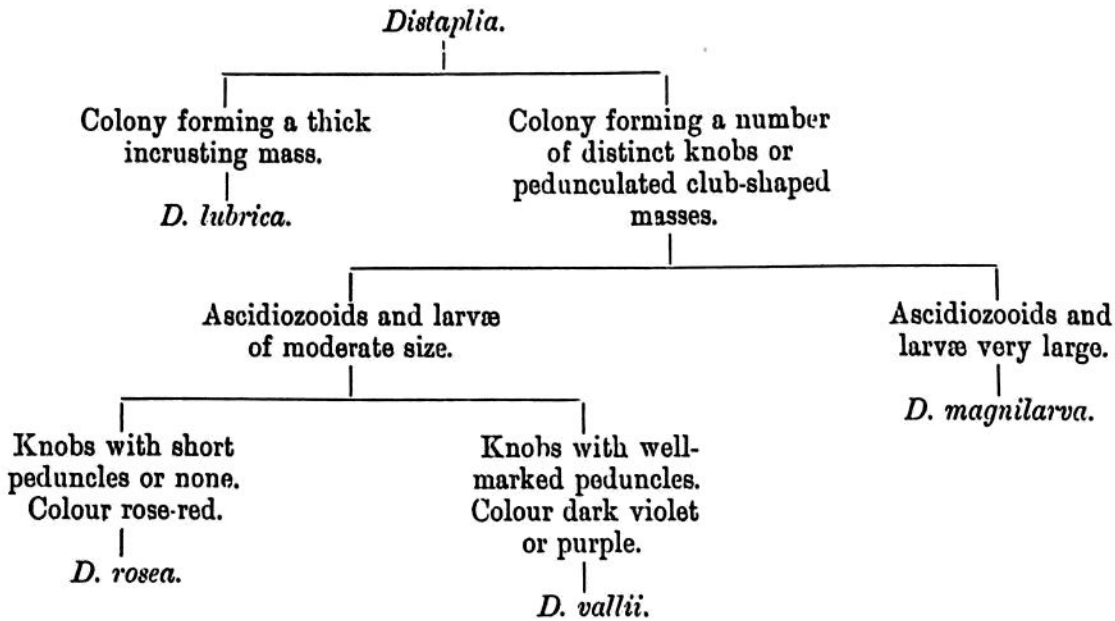 Distaplia.
Colony forming a thick
incrusting mass.
D. lubrica.
Colony forming a number
of distinct knobs or
pedunculated club-shaped
masses.
Ascidiozooids and larvæ
of moderate size.
Ascidiozooids and
larvæ very large.
D. magnilarva.
Knobs with short
peduncles or none.
Colour rose-red.
D. rosea.
Knobs with well-
marked peduncles.
Colour dark violet
or purple.
D. vallii.